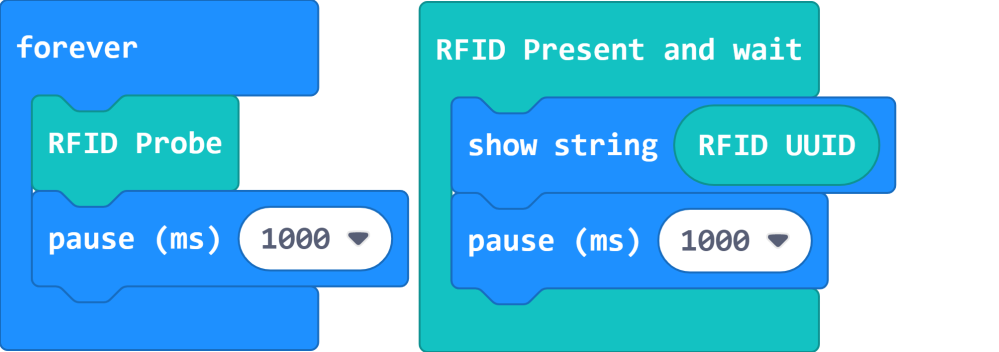 forever
RFID Probe
pause (ms) 1000
RFID Present and wait
show string RFID UUID
pause (ms) 1000